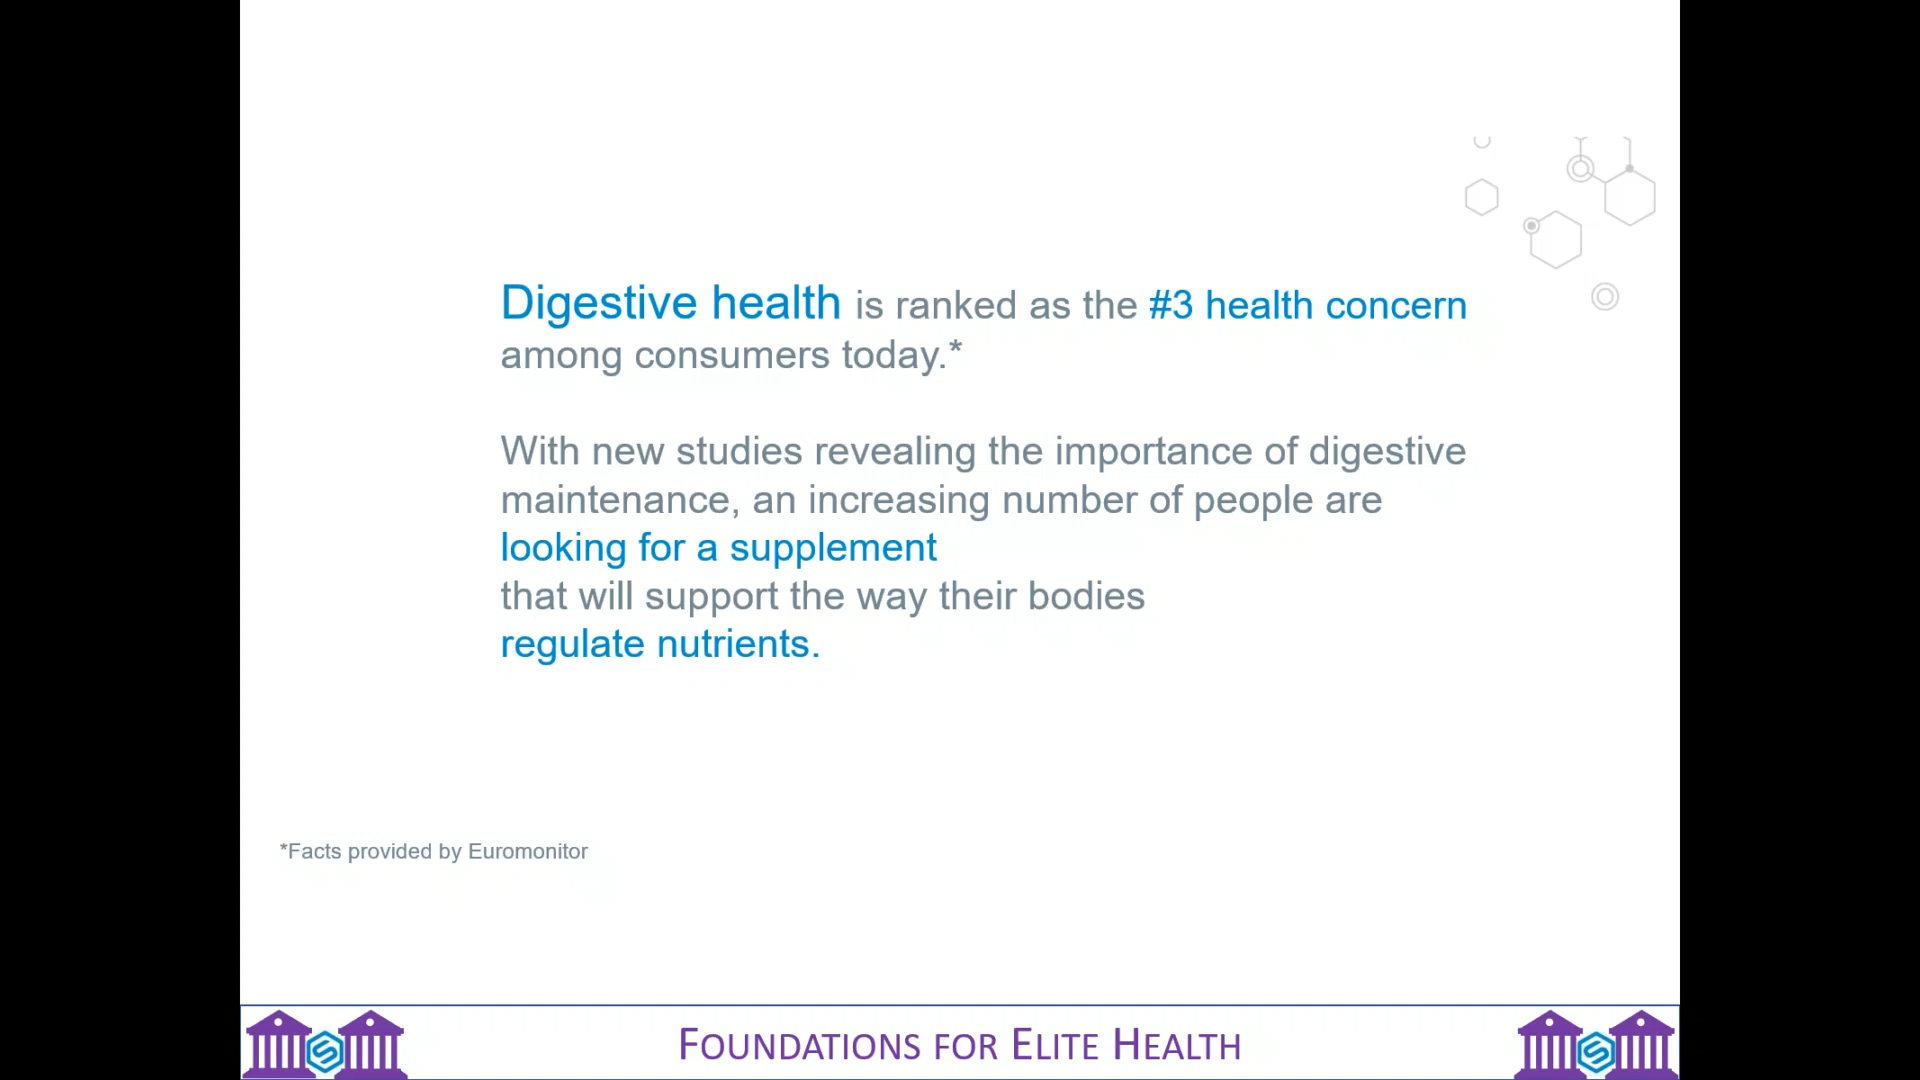 Digestive health is ranked as the #3 health concern
among consumers today.*
With new studies revealing the importance of digestive
maintenance, an increasing number of people are
looking for a supplement
that will support the way their bodies
regulate nutrients.
*Facts provided by Euromonitor
FOUNDATIONS FOR ELITE HEALTH